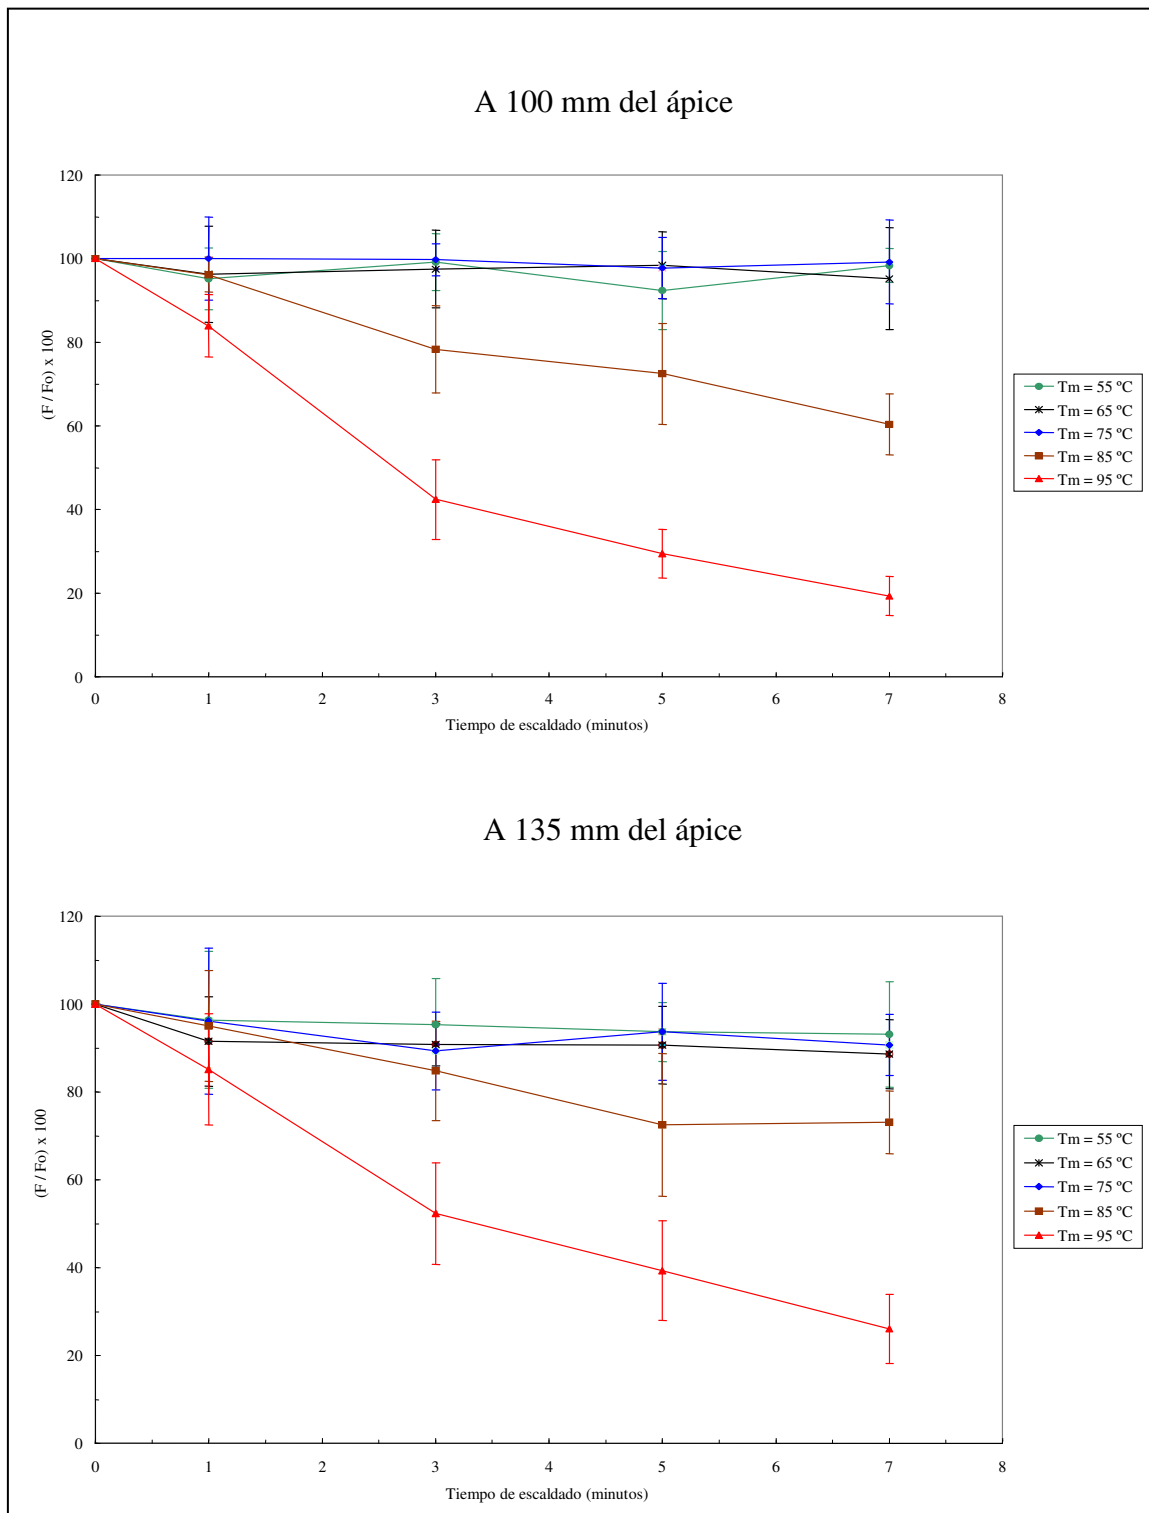 A 100 mm del ápice
120
100
80
60
40
20
0
(F / Fo) x 100
0 1 2 3 4 5 6 7 8
Tiempo de escaldado (minutos)
Tm = 55 ºC
Tm = 65 ºC
Tm = 75 ºC
Tm = 85 ºC
Tm = 95 ºC
A 135 mm del ápice
120
100
80
60
40
20
0
(F / Fo) x 100
0 1 2 3 4 5 6 7 8
Tiempo de escaldado (minutos)
Tm = 55 ºC
Tm = 65 ºC
Tm = 75 ºC
Tm = 85 ºC
Tm = 95 ºC